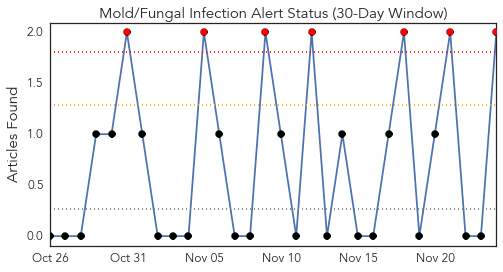 Mold/Fungal Infection Alert Status (30-Day Window)
Articles Found
2.0
1.5
1.0
0.5
0.0
Oct 26 Oct 31 Nov 05 Nov 10 Nov 15 Nov 20